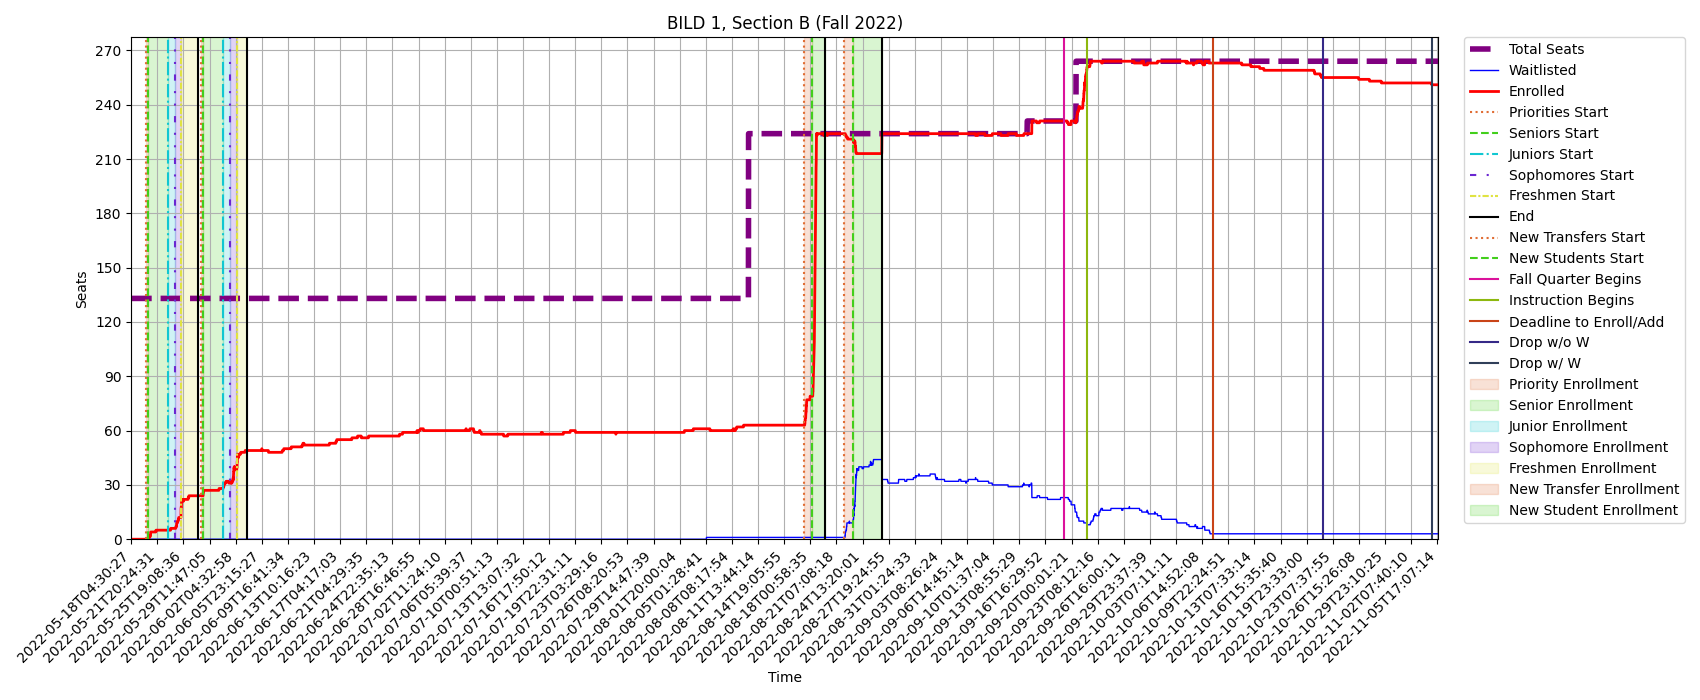 BILD 1, Section B (Fall 2022)
270
240
210
180
150
120
90
60
30
0
Seats
2022-05-18T04:30:27
2022-05-21T20:24:31
2022-05-25T19:08:36
2022-05-29T11:47:05
2022-06-02T04:32:58
2022-06-05T23:15:27
2022-06-09T16:41:34
2022-06-13T10:16:23
2022-06-17T04:17:03
2022-06-21T04:29:35
2022-06-24T22:35:13
2022-06-28T16:46:55
2022-07-02T11:24:10
2022-07-06T05:39:37
2022-07-10T00:51:13
2022-07-13T13:07:32
2022-07-16T17:50:12
2022-07-19T22:31:11
2022-07-23T03:29:16
2022-07-26T08:20:53
2022-07-29T14:47:39
2022-08-01T20:00:04
2022-08-05T01:28:41
2022-08-08T08:17:54
2022-08-11T13:44:14
2022-08-14T19:05:55
2022-08-18T00:58:35
2022-08-21T07:08:18
2022-08-24T13:20:01
2022-08-27T19:24:55
2022-08-31T01:24:33
2022-09-03T08:26:24
2022-09-06T14:45:14
2022-09-10T01:37:04
2022-09-13T08:55:29
2022-09-16T16:29:52
2022-09-20T00:01:21
2022-09-23T08:12:16
2022-09-26T16:00:11
2022-09-29T23:37:39
2022-10-03T07:11:11
2022-10-06T14:52:08
2022-10-09T22:24:51
2022-10-13T07:33:14
2022-10-16T15:35:40
2022-10-19T23:33:00
2022-10-23T07:37:55
2022-10-26T15:26:08
2022-10-29T23:10:25
2022-11-02T07:40:10
2022-11-05T17:07:14
Time
Total Seats
Waitlisted
Enrolled
Priorities Start
Seniors Start
Juniors Start
Sophomores Start
Freshmen Start
End
New Transfers Start
New Students Start
Fall Quarter Begins
Instruction Begins
Deadline to Enroll/Add
Drop w/o W
Drop w/ W
Priority Enrollment
Senior Enrollment
Junior Enrollment
Sophomore Enrollment
Freshmen Enrollment
New Transfer Enrollment
New Student Enrollment